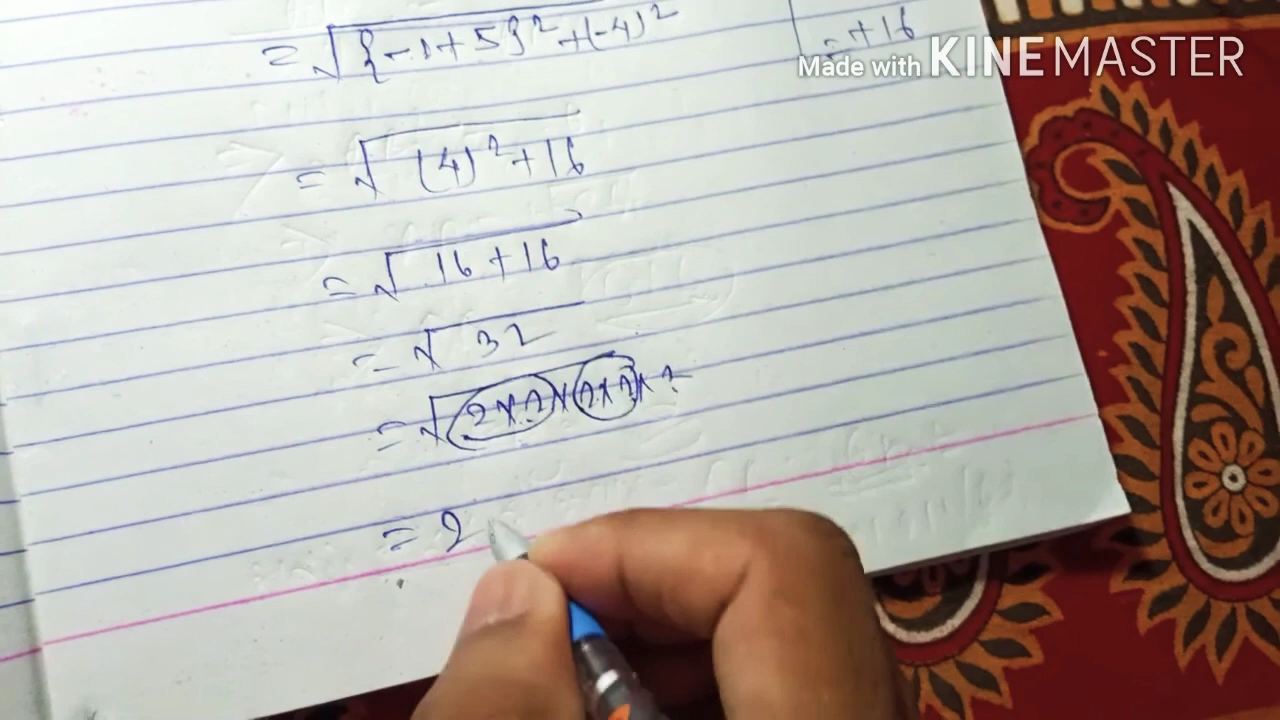 = √{-1+5}² + (-4)²
= +16
Made with KINEMASTER
= √(4)² + 16
= √16 + 16
= √32
= √2×2×2×2×2
= 2